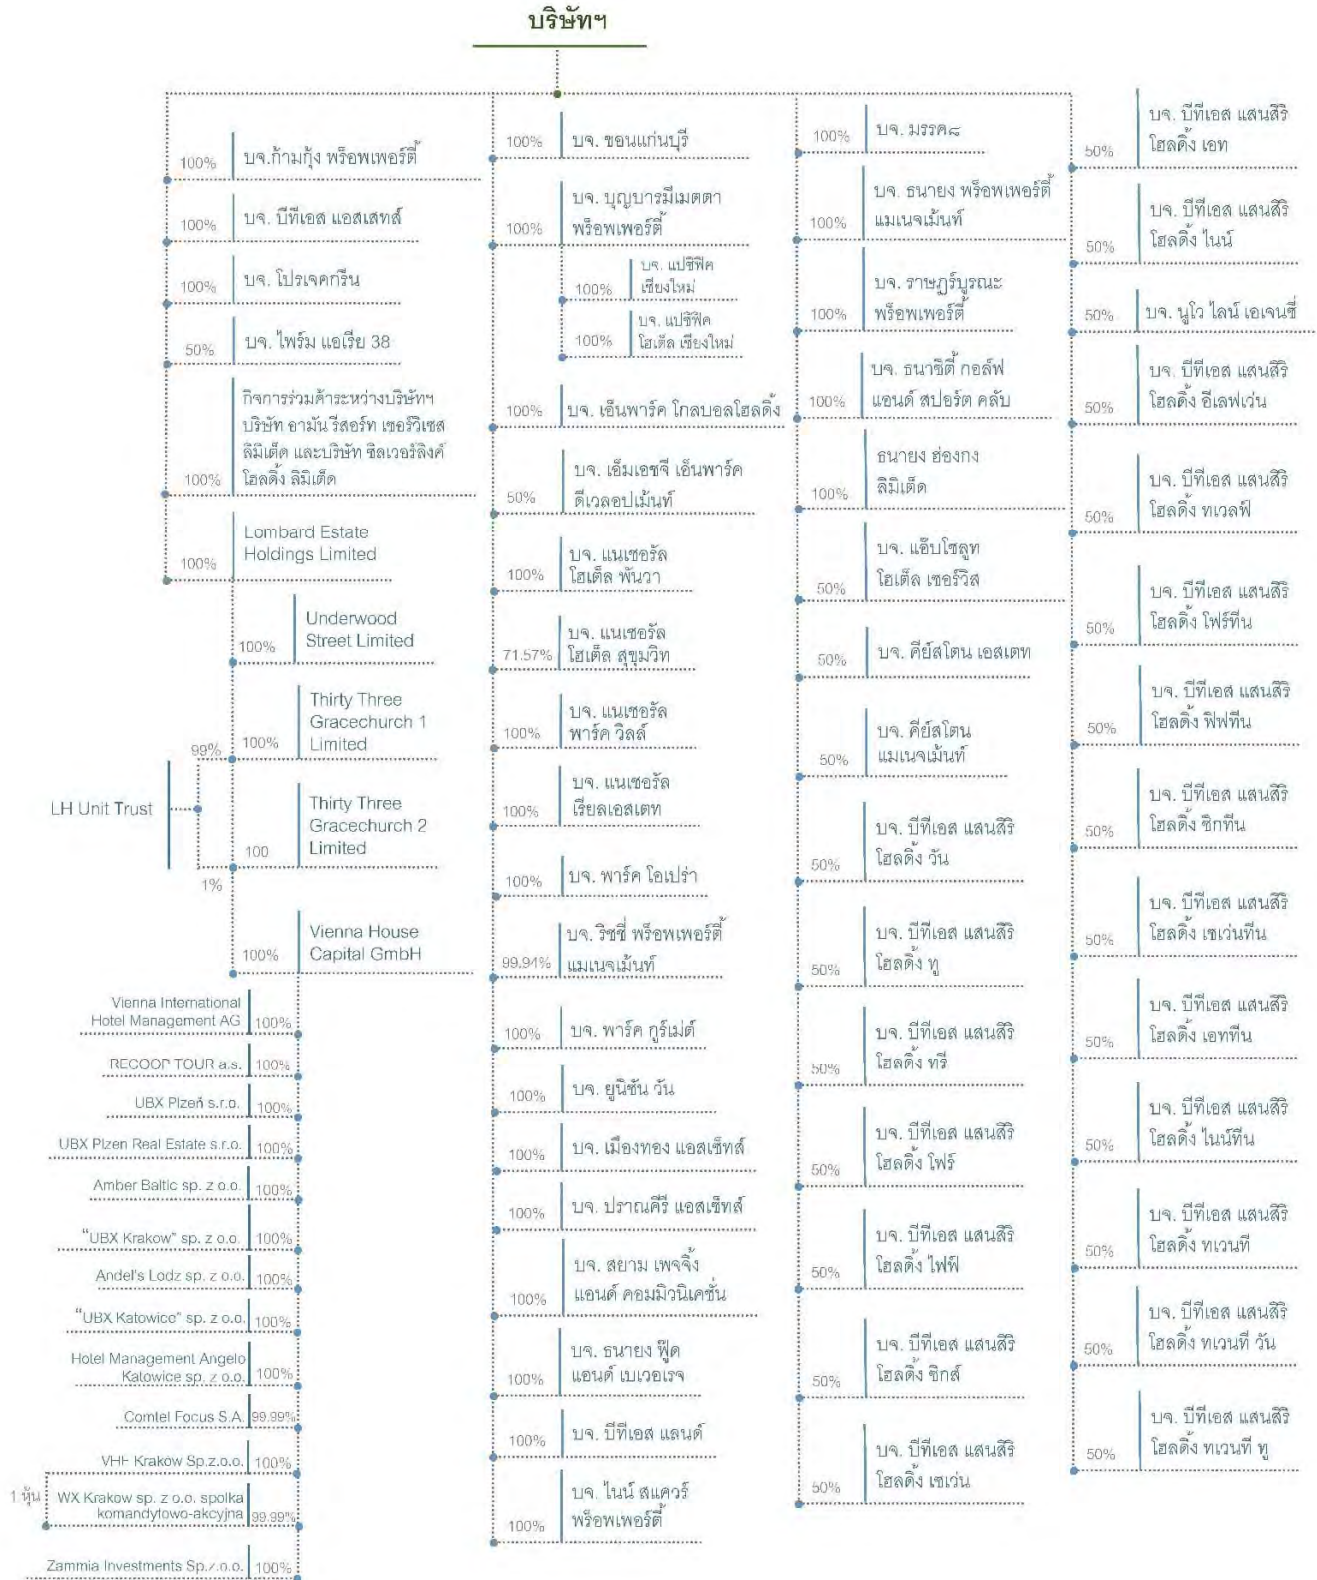 บริษัทฯ
100%
บจ.ก้ามกุ้ง พร็อพเพอร์ตี้
100%
บจ. บีทีเอส แอสเสทส์
100%
บจ. โปรเจคกรีน
50%
บจ. ไพร์ม แอเรีย 38
กิจการร่วมค้าระหว่างบริษัทฯ
บริษัท อามัน รีสอร์ท เซอร์วิเซส
ลิมิเต็ด และบริษัท ซิลเวอร์ลิงค์
โฮลดิ้ง ลิมิเต็ด
100%
Lombard Estate
Holdings Limited
100%
Underwood
Street Limited
100%
Thirty Three
Gracechurch 1
Limited
100%
99%
LH Unit Trust
Thirty Three
Gracechurch 2
Limited
100
1%
Vienna House
Capital GmbH
100%
Vienna International
Hotel Management AG
100%
RECOOP TOUR a.s.
100%
UBX Plzeň s.r.o.
100%
UBX Plzen Real Estate s.r.o.
100%
Amber Baltic sp. z o.o.
100%
"UBX Krakow" sp. z o.o.
100%
Andel's Lodz sp. z o.o.
100%
"UBX Katowice" sp. z o.o.
100%
Hotel Management Angelo
Katowice sp. z o.o.
100%
Comtel Focus S.A.
99.99%
VHF Krakow Sp.z.o.o.
100%
1 หุ้น
WX Krakow sp. z o.o. spolka
komandytowo-akcyjna
99.99%
Zammia Investments Sp.z.o.o.
100%
100%
บจ. ขอนแก่นบุรี
บจ. บุญบารมีเมตตา
พร็อพเพอร์ตี้
100%
บจ. แปซิฟิค
เชียงใหม่
100%
บจ. แปซิฟิค
โฮเต็ล เชียงใหม่
100%
100%
บจ. เอ็นพาร์ค โกลบอลโฮลดิ้ง
บจ. เอ็มเอชจี เอ็นพาร์ค
ดีเวลอปเม้นท์
50%
บจ. แนเชอรัล
โฮเต็ล พันวา
100%
บจ. แนเชอรัล
โฮเต็ล สุขุมวิท
71.57%
บจ. แนเชอรัล
พาร์ค วิลล์
100%
บจ. แนเชอรัล
เรียลเอสเตท
100%
100%
บจ. พาร์ค โอเปร่า
บจ. ริชชี่ พร็อพเพอร์ตี้
แมเนจเม้นท์
99.94%
100%
บจ. พาร์ค กูร์เม่ต์
100%
บจ. ยูนิซัน วัน
100%
บจ. เมืองทอง แอสเซ็ทส์
100%
บจ. ปราณคีรี แอสเซ็ทส์
บจ. สยาม เพจจิ้ง
แอนด์ คอมมิวนิเคชั่น
100%
บจ. ธนายง ฟู๊ด
แอนด์ เบเวอเรจ
100%
100%
บจ. บีทีเอส แลนด์
บจ. ไนน์ สแควร์
พร็อพเพอร์ตี้
100%
100%
บจ. มรรค๘
บจ. ธนายง พร็อพเพอร์ตี้
แมเนจเม้นท์
100%
บจ. ราษฎร์บูรณะ
พร็อพเพอร์ตี้
100%
บจ. ธนาซิตี้ กอล์ฟ
แอนด์ สปอร์ต คลับ
100%
ธนายง ฮ่องกง
ลิมิเต็ด
100%
บจ. แอ๊บโซลูท
โฮเต็ล เซอร์วิส
50%
50%
บจ. คีย์สโตน เอสเตท
บจ. คีย์สโตน
แมเนจเม้นท์
50%
บจ. บีทีเอส แสนสิริ
โฮลดิ้ง วัน
50%
บจ. บีทีเอส แสนสิริ
โฮลดิ้ง ทู
50%
บจ. บีทีเอส แสนสิริ
โฮลดิ้ง ทรี
50%
บจ. บีทีเอส แสนสิริ
โฮลดิ้ง โฟร์
50%
บจ. บีทีเอส แสนสิริ
โฮลดิ้ง ไฟฟ์
50%
บจ. บีทีเอส แสนสิริ
โฮลดิ้ง ซิกส์
50%
บจ. บีทีเอส แสนสิริ
โฮลดิ้ง เซเว่น
50%
บจ. บีทีเอส แสนสิริ
โฮลดิ้ง เอท
50%
บจ. บีทีเอส แสนสิริ
โฮลดิ้ง ไนน์
50%
50%
บจ. นูโว ไลน์ เอเจนซี่
บจ. บีทีเอส แสนสิริ
โฮลดิ้ง อีเลฟเว่น
50%
บจ. บีทีเอส แสนสิริ
โฮลดิ้ง ทเวลฟ์
50%
บจ. บีทีเอส แสนสิริ
โฮลดิ้ง โฟร์ทีน
50%
บจ. บีทีเอส แสนสิริ
โฮลดิ้ง ฟิฟทีน
50%
บจ. บีทีเอส แสนสิริ
โฮลดิ้ง ซิกทีน
50%
บจ. บีทีเอส แสนสิริ
โฮลดิ้ง เซเว่นทีน
50%
บจ. บีทีเอส แสนสิริ
โฮลดิ้ง เอททีน
50%
บจ. บีทีเอส แสนสิริ
โฮลดิ้ง ไนน์ทีน
50%
บจ. บีทีเอส แสนสิริ
โฮลดิ้ง ทเวนที
50%
บจ. บีทีเอส แสนสิริ
โฮลดิ้ง ทเวนที่ วัน
50%
บจ. บีทีเอส แสนสิริ
โฮลดิ้ง ทเวนที ทู
50%